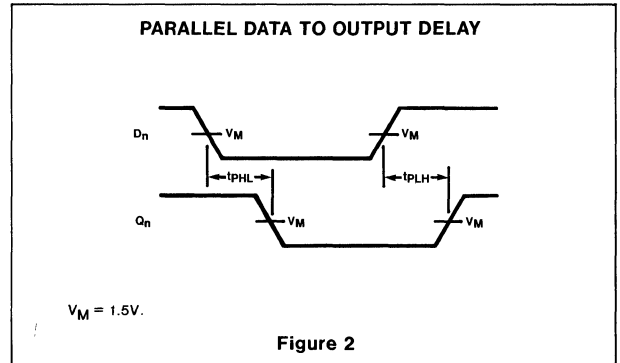 PARALLEL DATA TO OUTPUT DELAY
Dn
VM
VM
tPHL
tPLH
Qn
VM
VM
VM = 1.5V.
Figure 2